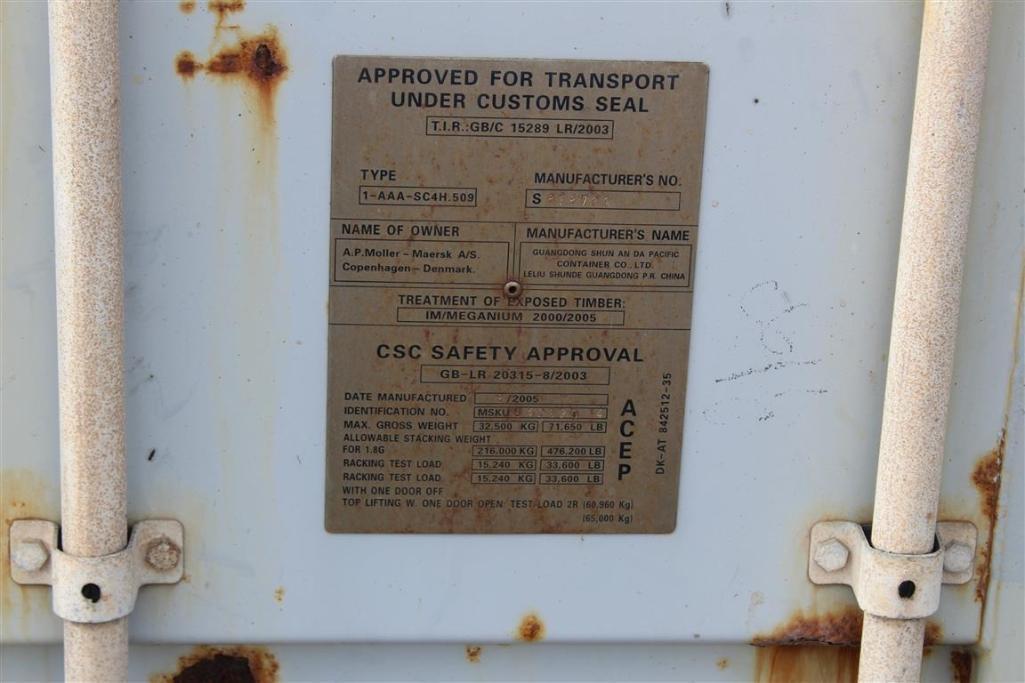 APPROVED FOR TRANSPORT
UNDER CUSTOMS SEAL
T.I.R.:GB/C 15289 LR/2003
TYPE
1-AAA-SC4H.509
MANUFACTURER'S NO.
S
NAME OF OWNER
A.P.Moller - Maersk A/S.
Copenhagen - Denmark.
MANUFACTURER'S NAME
GUANGDONG SHUN AN DA PACIFIC
CONTAINER CO., LTD.
LELIU SHUNDE GUANGDONG P.R. CHINA
TREATMENT OF EXPOSED TIMBER:
IM/MEGANIUM 2000/2005
CSC SAFETY APPROVAL
GB-LR 20315-8/2003
DATE MANUFACTURED /2005
IDENTIFICATION NO. MSKU
MAX. GROSS WEIGHT 32,500 KG 71,650 LB
ALLOWABLE STACKING WEIGHT
FOR 1.8G 216,000 KG 476,200 LB
RACKING TEST LOAD 15,240 KG 33,600 LB
RACKING TEST LOAD 15,240 KG 33,600 LB
WITH ONE DOOR OFF
TOP LIFTING W. ONE DOOR OPEN TEST LOAD 2R (60,960 Kg)
(65,000 Kg)
ACEP
DK-AT 842512-35